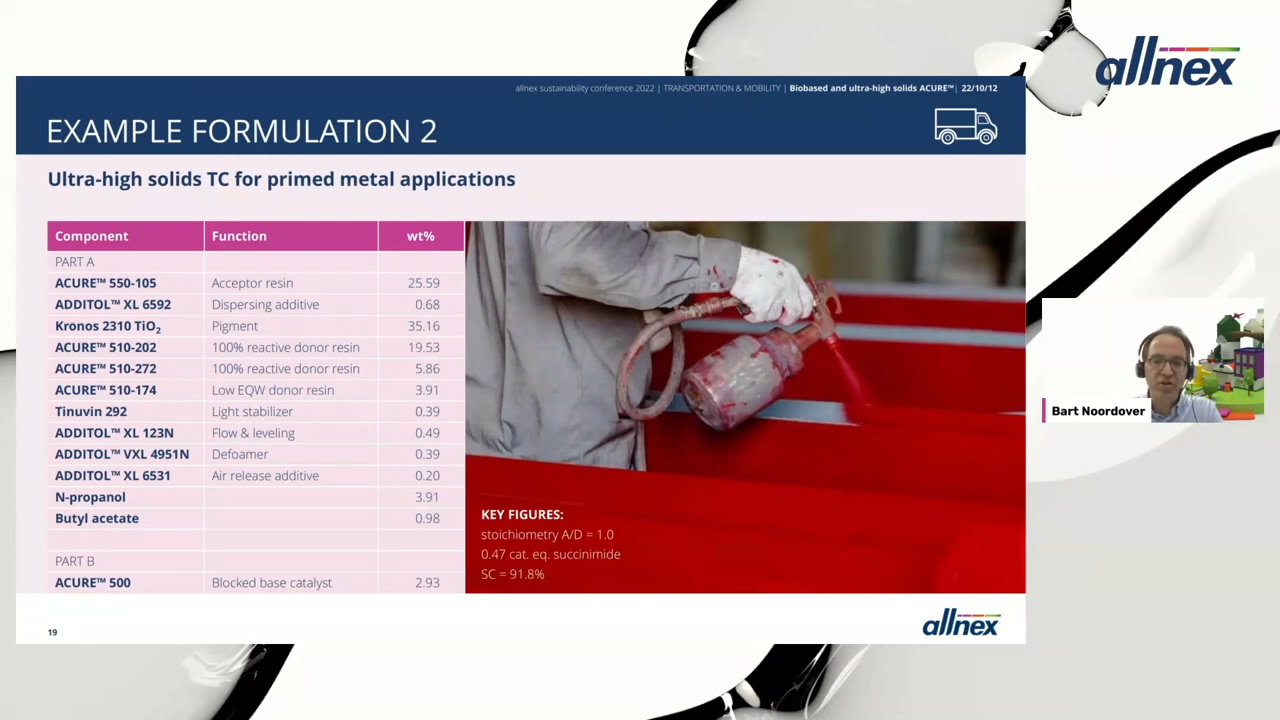 allnex
allnex sustainability conference 2022 | TRANSPORTATION & MOBILITY | Biobased and ultra-high solids ACURE™| 22/10/12
EXAMPLE FORMULATION 2
Ultra-high solids TC for primed metal applications
Component Function wt%
PART A
ACURE™ 550-105 Acceptor resin 25.59
ADDITOL™ XL 6592 Dispersing additive 0.68
Kronos 2310 TiO₂ Pigment 35.16
ACURE™ 510-202 100% reactive donor resin 19.53
ACURE™ 510-272 100% reactive donor resin 5.86
ACURE™ 510-174 Low EQW donor resin 3.91
Tinuvin 292 Light stabilizer 0.39
ADDITOL™ XL 123N Flow & leveling 0.49
ADDITOL™ VXL 4951N Defoamer 0.39
ADDITOL™ XL 6531 Air release additive 0.20
N-propanol 3.91
Butyl acetate 0.98
PART B
ACURE™ 500 Blocked base catalyst 2.93
KEY FIGURES:
stoichiometry A/D = 1.0
0.47 cat. eq. succinimide
SC = 91.8%
Bart Noordover
19
allnex